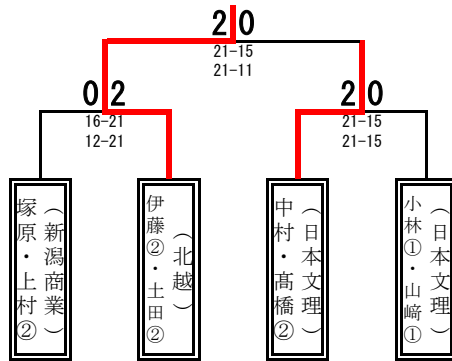 2 0
21-15
21-11
0 2
16-21
12-21
2 0
21-15
21-15
(新潟商業)
塚原・上村②
(北越)
伊藤②・土田②
(日本文理)
中村・髙橋②
(日本文理)
小林①・山﨑①